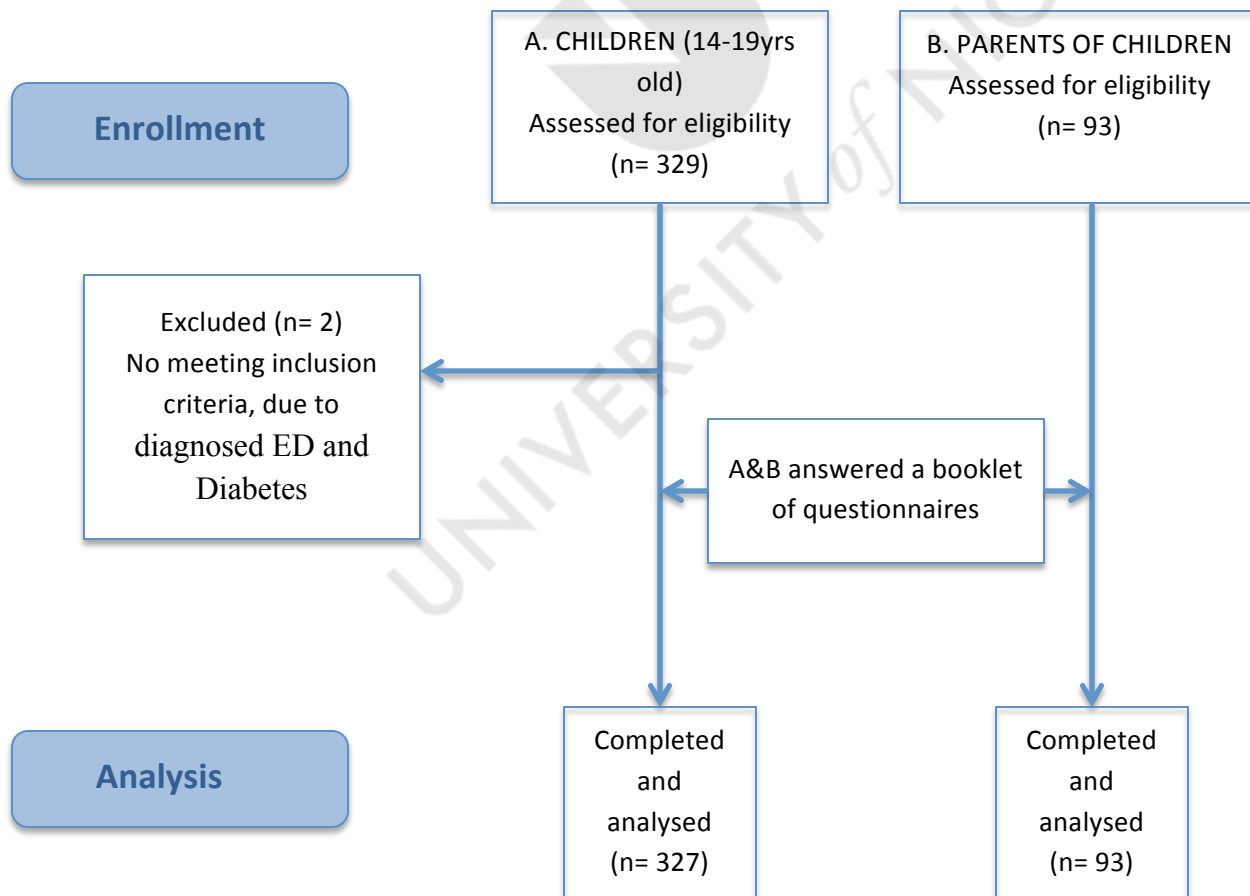 A. CHILDREN (14-19yrs
old)
Assessed for eligibility
(n= 329)
B. PARENTS OF CHILDREN
Assessed for eligibility
(n= 93)
Enrollment
Excluded (n= 2)
No meeting inclusion
criteria, due to
diagnosed ED and
Diabetes
A&B answered a booklet
of questionnaires
Analysis
Completed
and
analysed
(n= 327)
Completed
and
analysed
(n= 93)
UNIVERSITY of